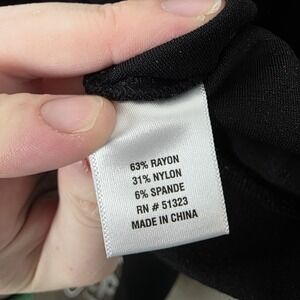 63% RAYON
31% NYLON
6% SPANDE
RN # 51323
MADE IN CHINA